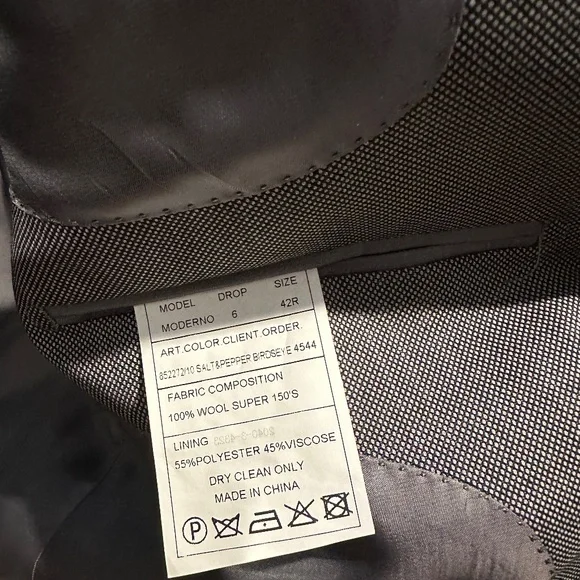 MODEL DROP SIZE
MODERNO 6 42R
ART.COLOR.CLIENT.ORDER.
852272/10 SALT&PEPPER BIRDSEYE 4544
FABRIC COMPOSITION
100% WOOL SUPER 150'S
LINING
55%POLYESTER 45%VISCOSE
DRY CLEAN ONLY
MADE IN CHINA
P